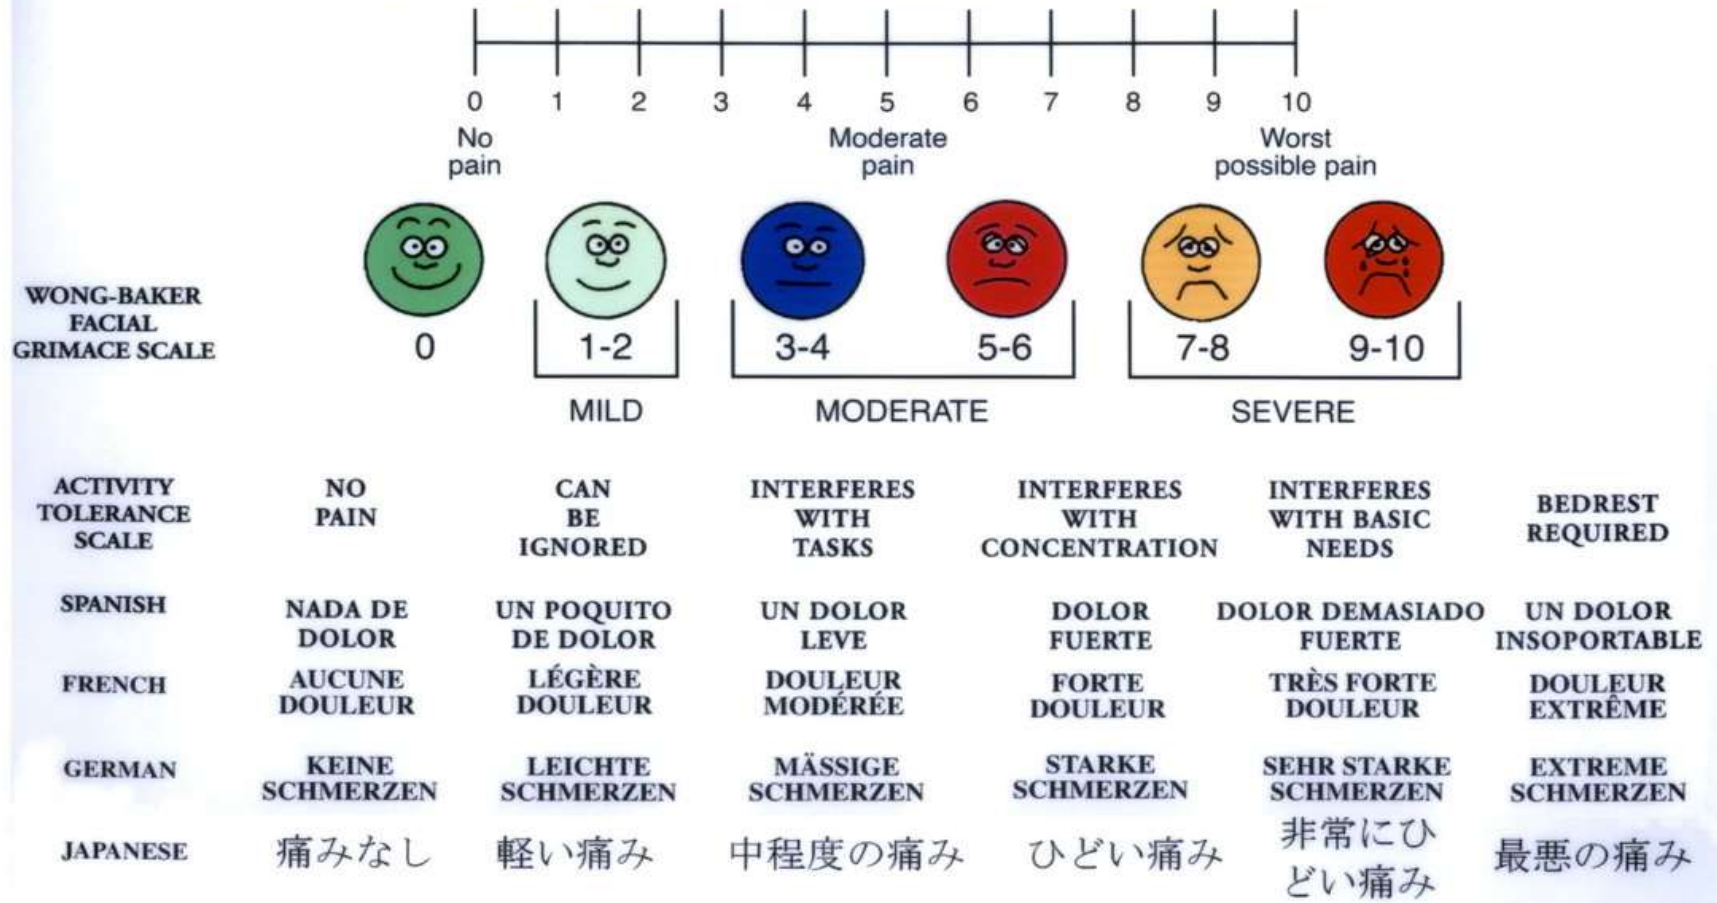 0 1 2 3 4 5 6 7 8 9 10
No Moderate Worst
pain pain possible pain
WONG-BAKER
FACIAL
GRIMACE SCALE
0 1-2 3-4 5-6 7-8 9-10
MILD MODERATE SEVERE
ACTIVITY
TOLERANCE
SCALE
NO
PAIN
CAN
BE
IGNORED
INTERFERES
WITH
TASKS
INTERFERES
WITH
CONCENTRATION
INTERFERES
WITH BASIC
NEEDS
BEDREST
REQUIRED
SPANISH
NADA DE
DOLOR
UN POQUITO
DE DOLOR
UN DOLOR
LEVE
DOLOR
FUERTE
DOLOR DEMASIADO
FUERTE
UN DOLOR
INSOPORTABLE
FRENCH
AUCUNE
DOULEUR
LÉGÈRE
DOULEUR
DOULEUR
MODÉRÉE
FORTE
DOULEUR
TRÈS FORTE
DOULEUR
DOULEUR
EXTRÊME
GERMAN
KEINE
SCHMERZEN
LEICHTE
SCHMERZEN
MÄSSIGE
SCHMERZEN
STARKE
SCHMERZEN
SEHR STARKE
SCHMERZEN
EXTREME
SCHMERZEN
JAPANESE
痛みなし
軽い痛み
中程度の痛み
ひどい痛み
非常にひ
どい痛み
最悪の痛み